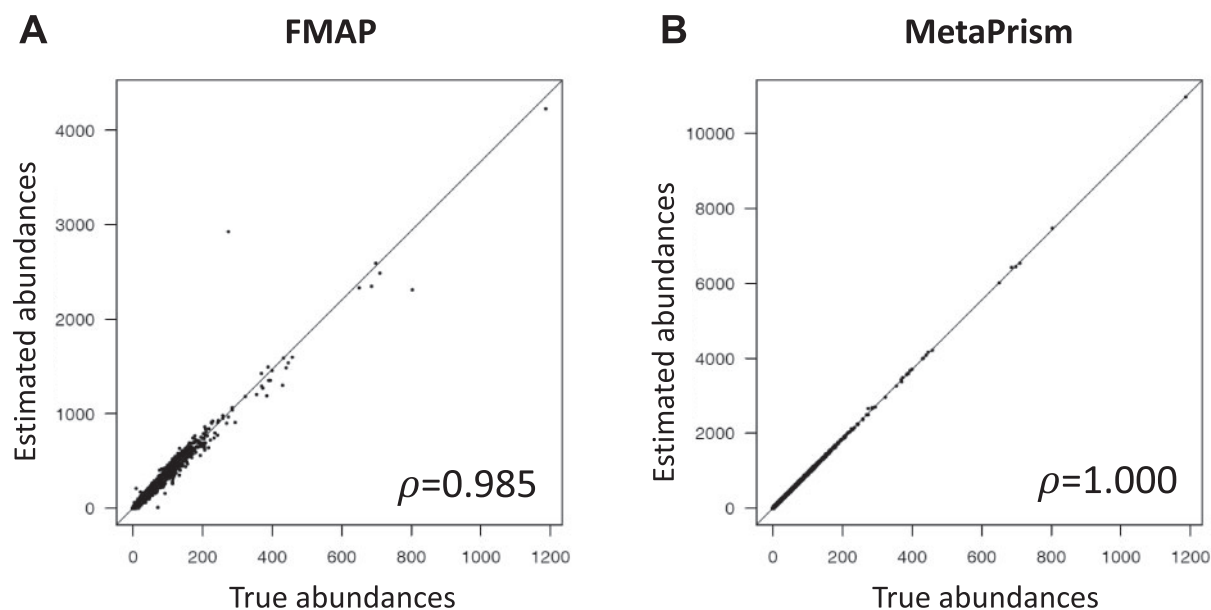 A
FMAP
Estimated abundances
4000
3000
2000
1000
0
ρ=0.985
0 200 400 600 800 1000 1200
True abundances
B
MetaPrism
Estimated abundances
10000
8000
6000
4000
2000
0
ρ=1.000
0 200 400 600 800 1000 1200
True abundances